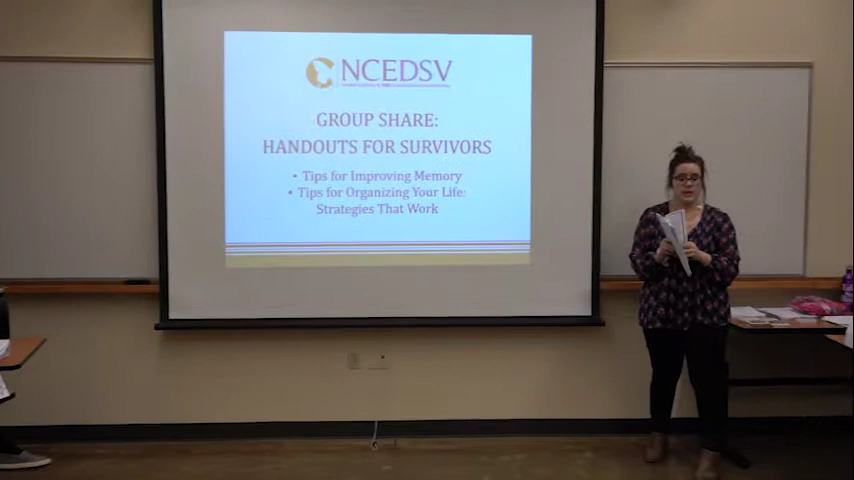 NCEDSV
GROUP SHARE:
HANDOUTS FOR SURVIVORS
• Tips for Improving Memory
• Tips for Organizing Your Life:
Strategies That Work